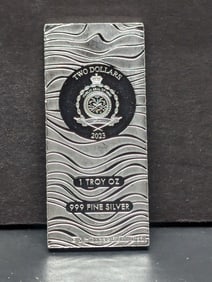 TWO DOLLARS
2023
1 TROY OZ
999 FINE SILVER